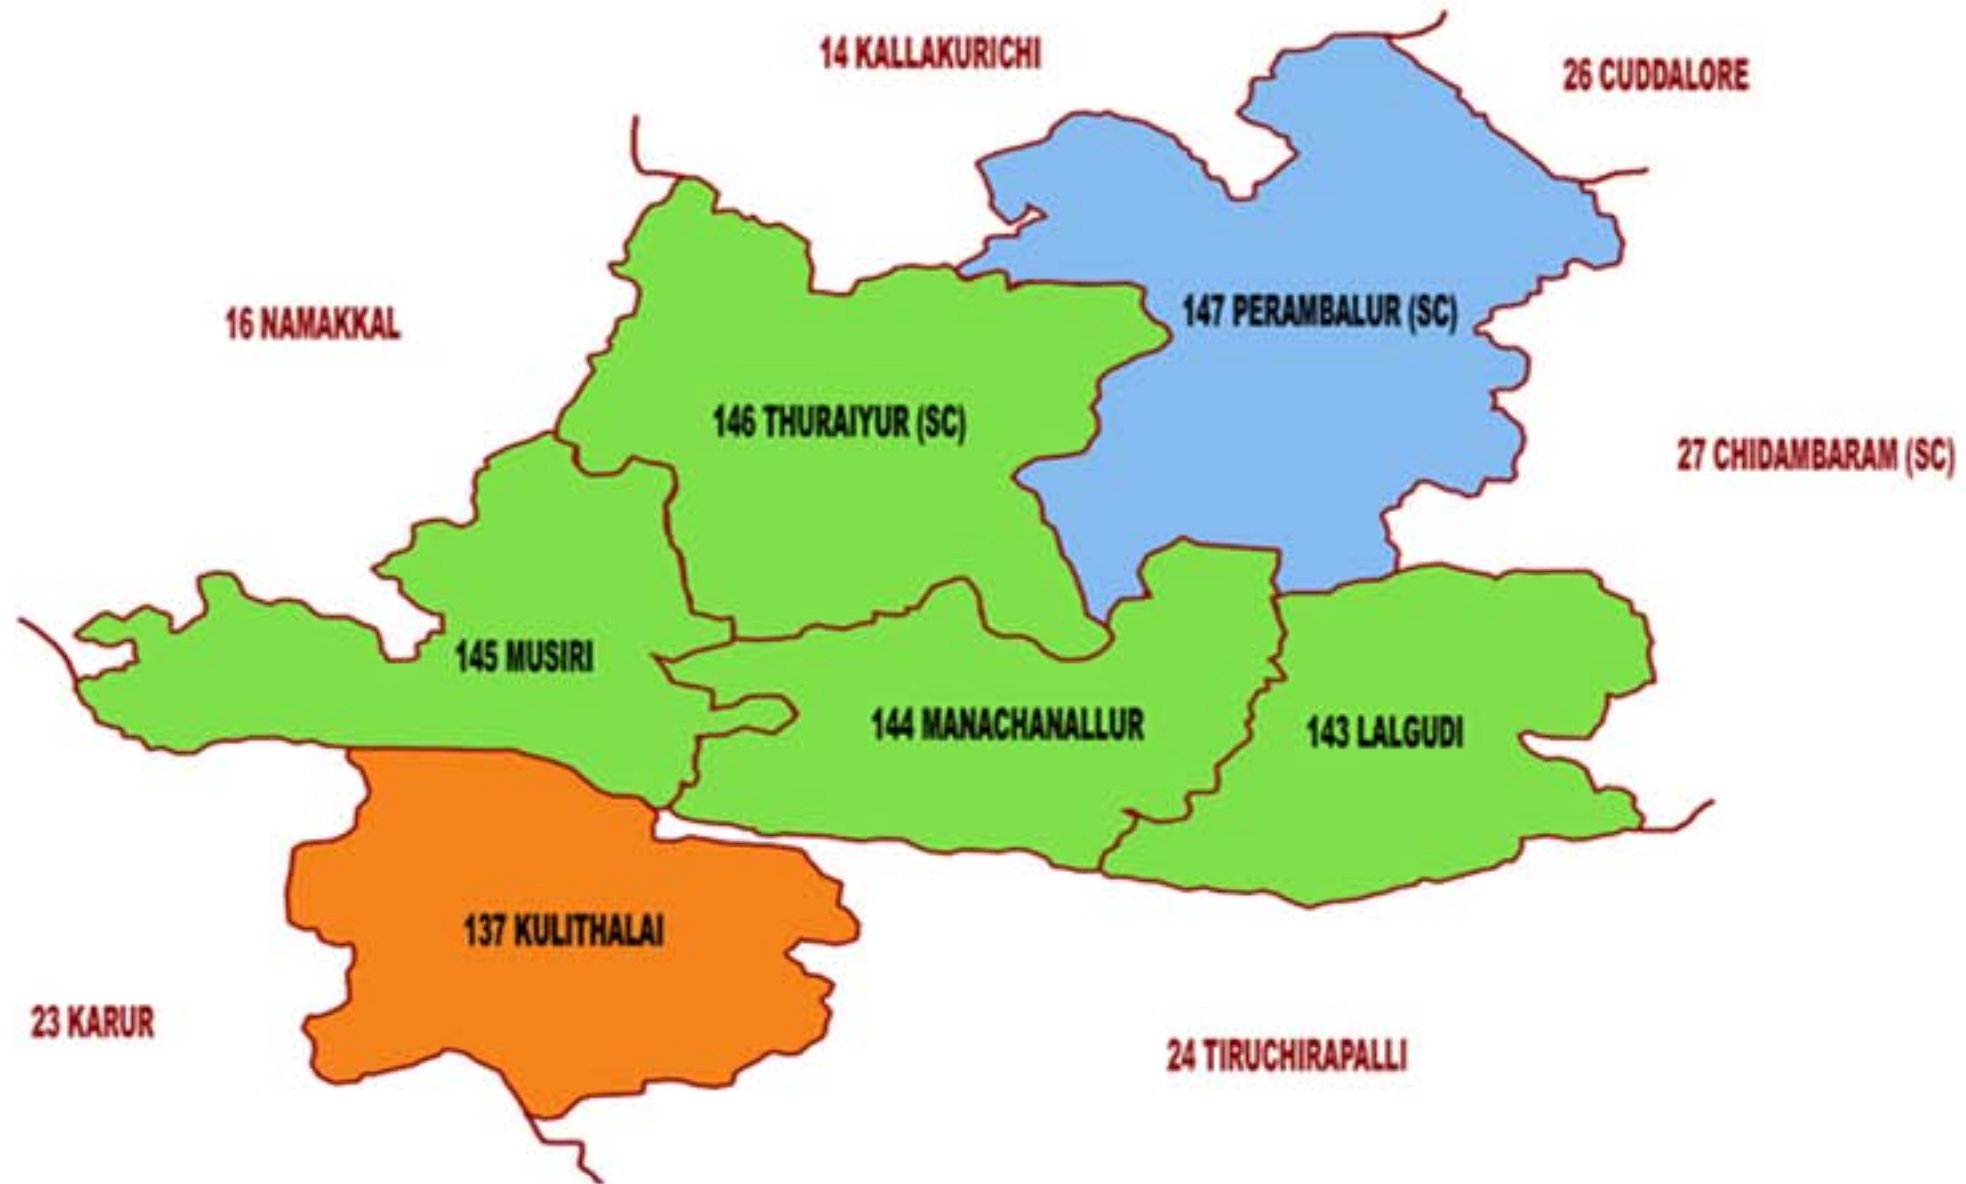 14 KALLAKURICHI
26 CUDDALORE
16 NAMAKKAL
147 PERAMBALUR (SC)
146 THURAIYUR (SC)
27 CHIDAMBARAM (SC)
145 MUSIRI
144 MANACHANALLUR
143 LALGUDI
137 KULITHALAI
23 KARUR
24 TIRUCHIRAPALLI